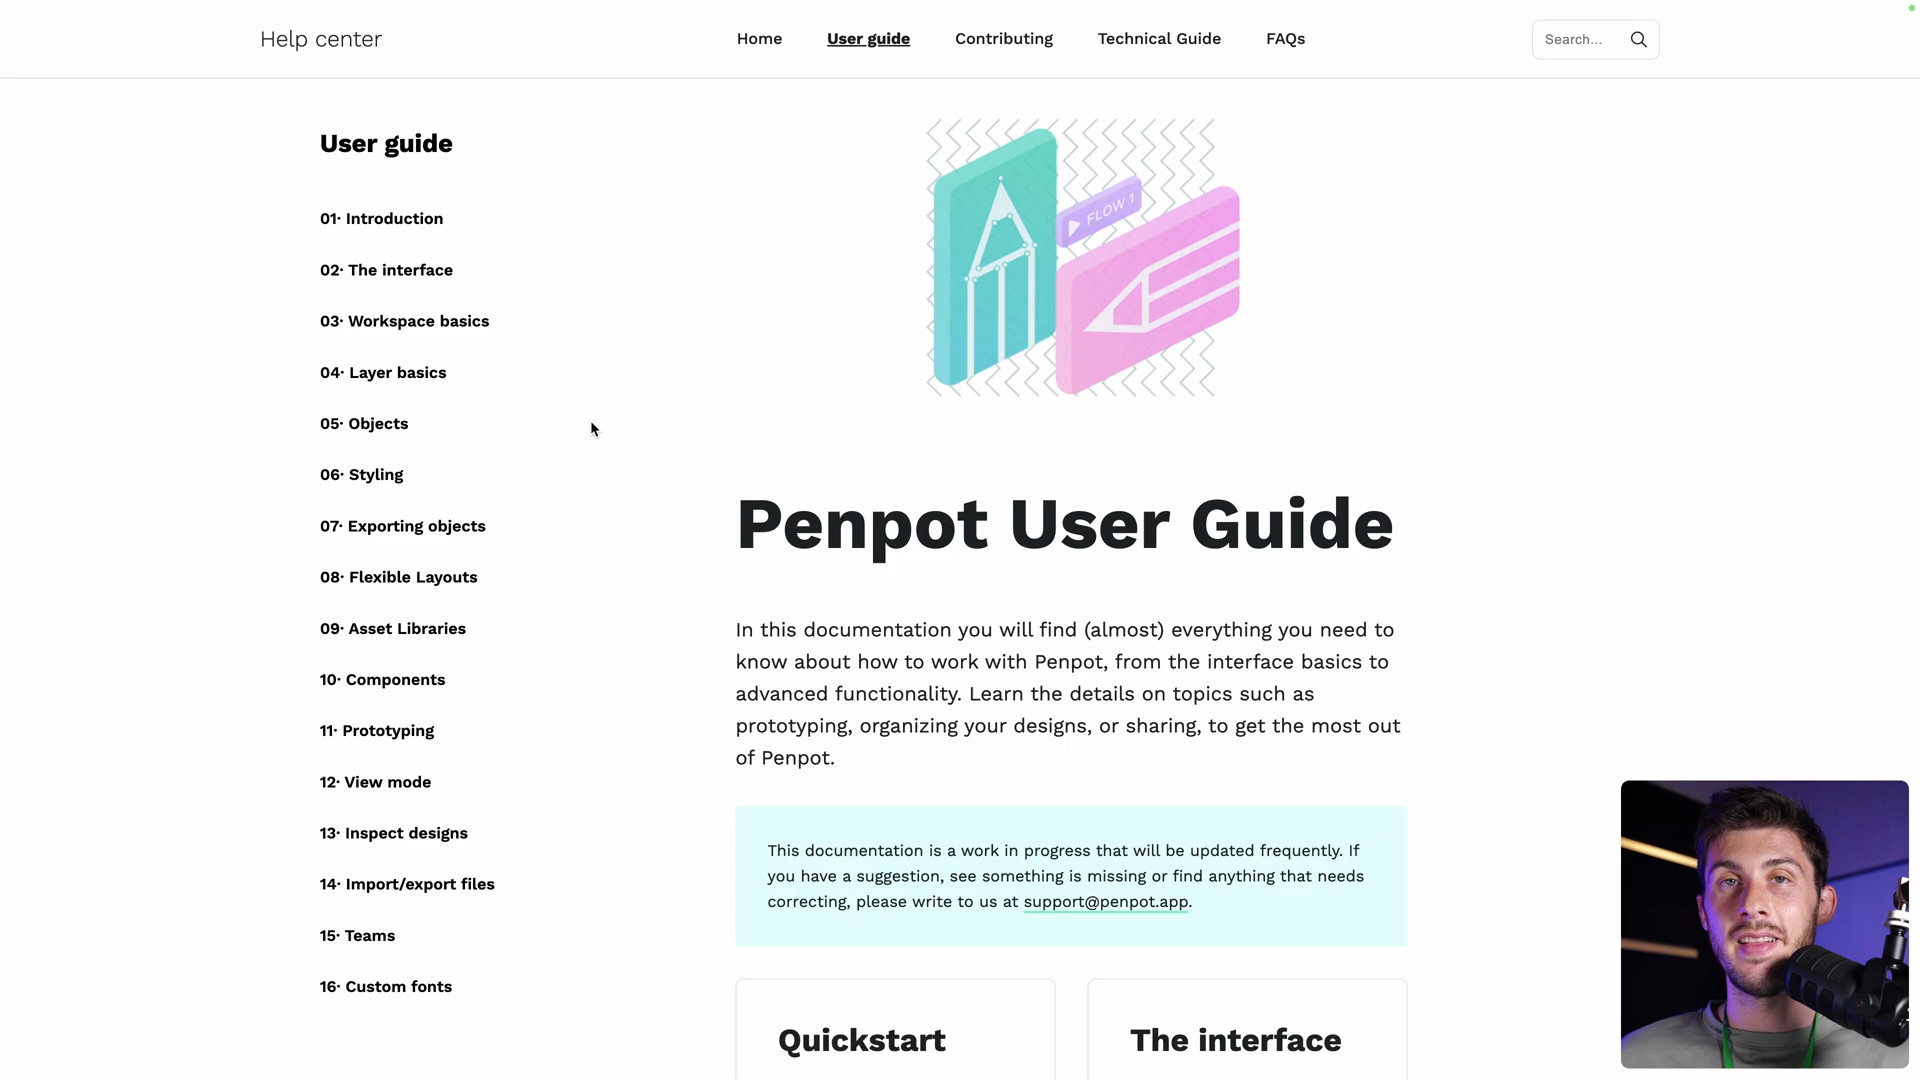 Help center
Home
User guide
Contributing
Technical Guide
FAQs
Search...
User guide
01· Introduction
02· The interface
03· Workspace basics
04· Layer basics
05· Objects
06· Styling
07· Exporting objects
08· Flexible Layouts
09· Asset Libraries
10· Components
11· Prototyping
12· View mode
13· Inspect designs
14· Import/export files
15· Teams
16· Custom fonts
FLOW 1
Penpot User Guide
In this documentation you will find (almost) everything you need to
know about how to work with Penpot, from the interface basics to
advanced functionality. Learn the details on topics such as
prototyping, organizing your designs, or sharing, to get the most out
of Penpot.
This documentation is a work in progress that will be updated frequently. If
you have a suggestion, see something is missing or find anything that needs
correcting, please write to us at support@penpot.app.
Quickstart
The interface